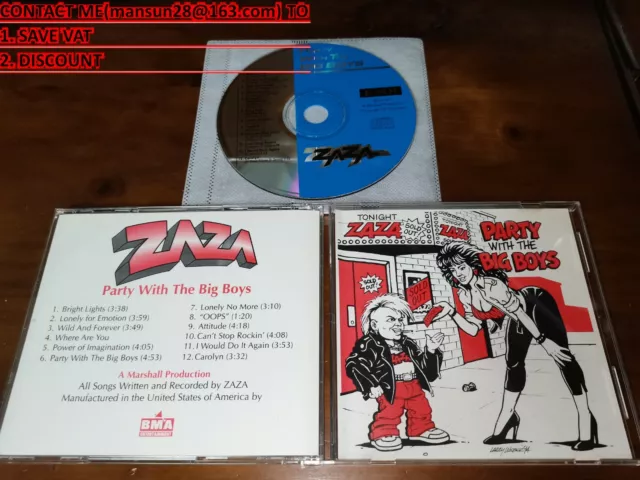 CONTACT ME(mansun28@163.com) TO
1. SAVE VAT
2. DISCOUNT
ZAZA
ZAZA
Party With The Big Boys
1. Bright Lights (3:38)
2. Lonely for Emotion (3:59)
3. Wild And Forever (3:49)
4. Where Are You
5. Power of Imagination (4:05)
6. Party With The Big Boys (4:53)
7. Lonely No More (3:10)
8. “OOPS” (1:20)
9. Attitude (4:18)
10. Can't Stop Rockin' (4:08)
11. I Would Do It Again (3:53)
12. Carolyn (3:32)
A Marshall Production
All Songs Written and Recorded by ZAZA
Manufactured in the United States of America by
BMA
ENTERTAINMENT
TONIGHT
ZAZA
SOLD
OUT!
TONIGHT
ZAZA
PARTY
WITH THE
BIG BOYS
SOLD
OUT!
SOLD
OUT